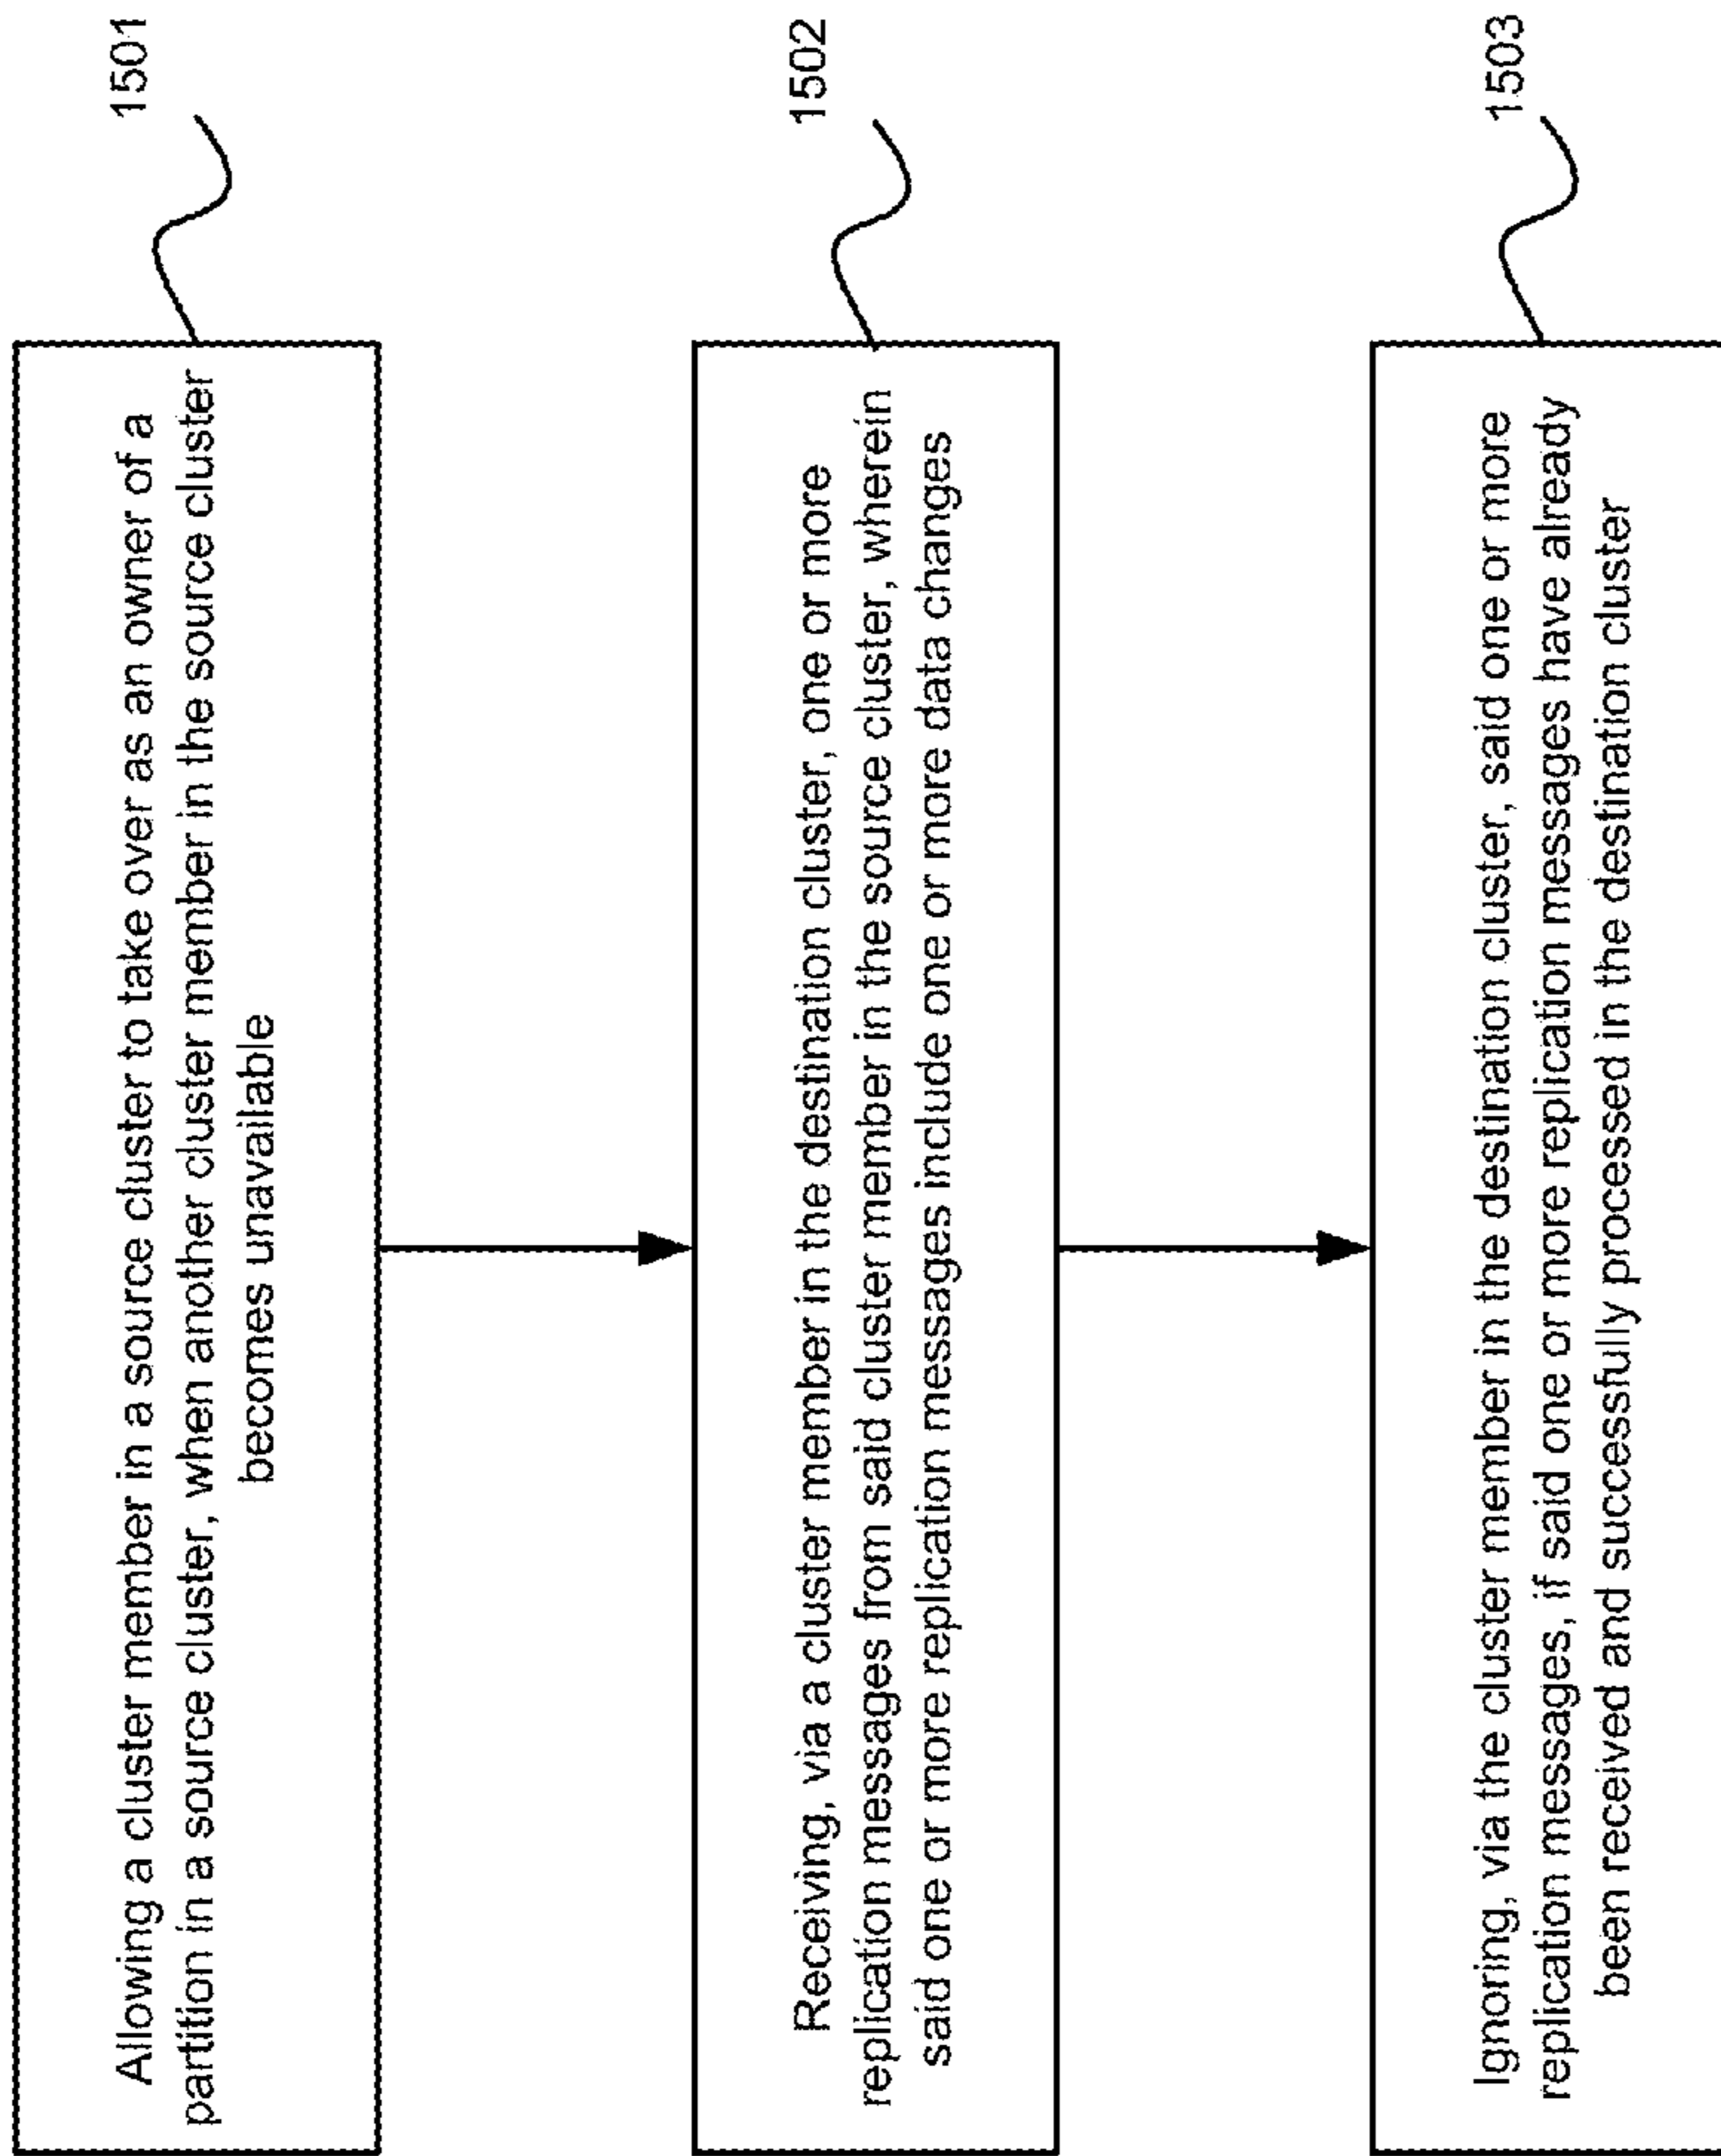 Allowing a cluster member in a source cluster to take over as an owner of a
partition in a source cluster, when another cluster member in the source cluster
becomes unavailable
1501
Receiving, via a cluster member in the destination cluster, one or more
replication messages from said cluster member in the source cluster, wherein
said one or more replication messages include one or more data changes
1502
Ignoring, via the cluster member in the destination cluster, said one or more
replication messages, if said one or more replication messages have already
been received and successfully processed in the destination cluster
1503